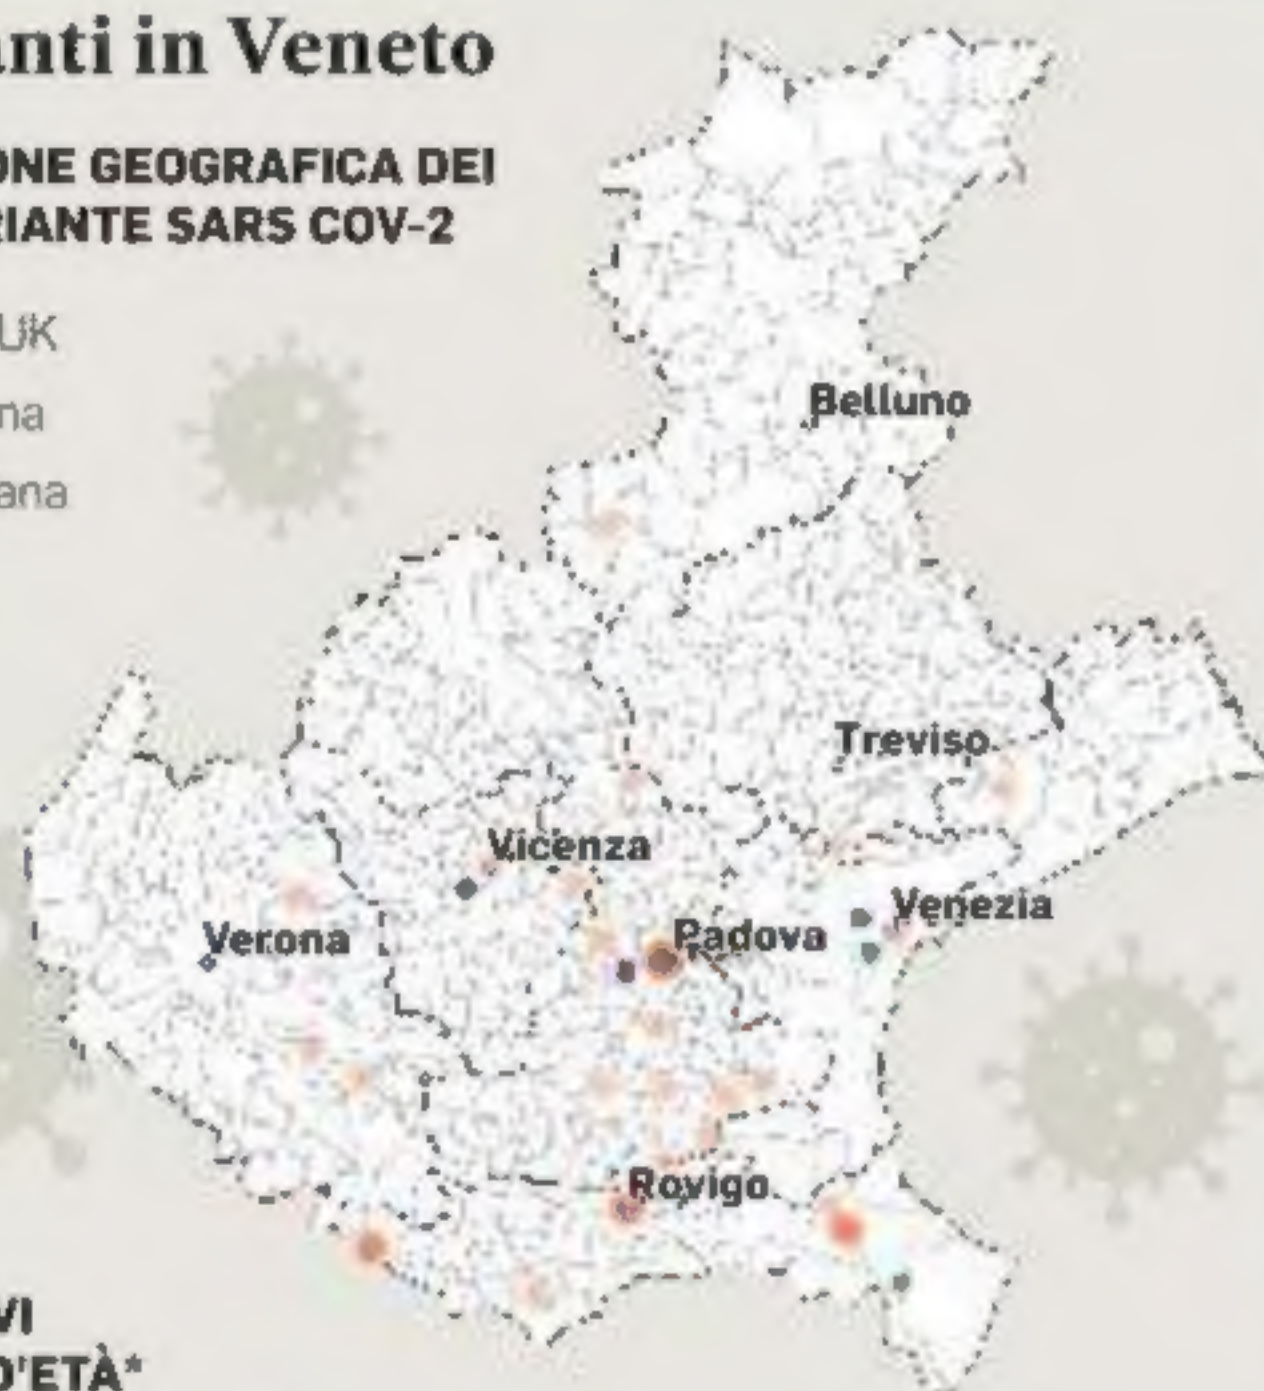 anti in Veneto
ONE GEOGRAFICA DEI
RIANTE SARS COV-2
UK
na
ana
Belluno
Treviso
Vicenza
Venezia
Verona
Padova
Rovigo
VI
D'ETÀ*